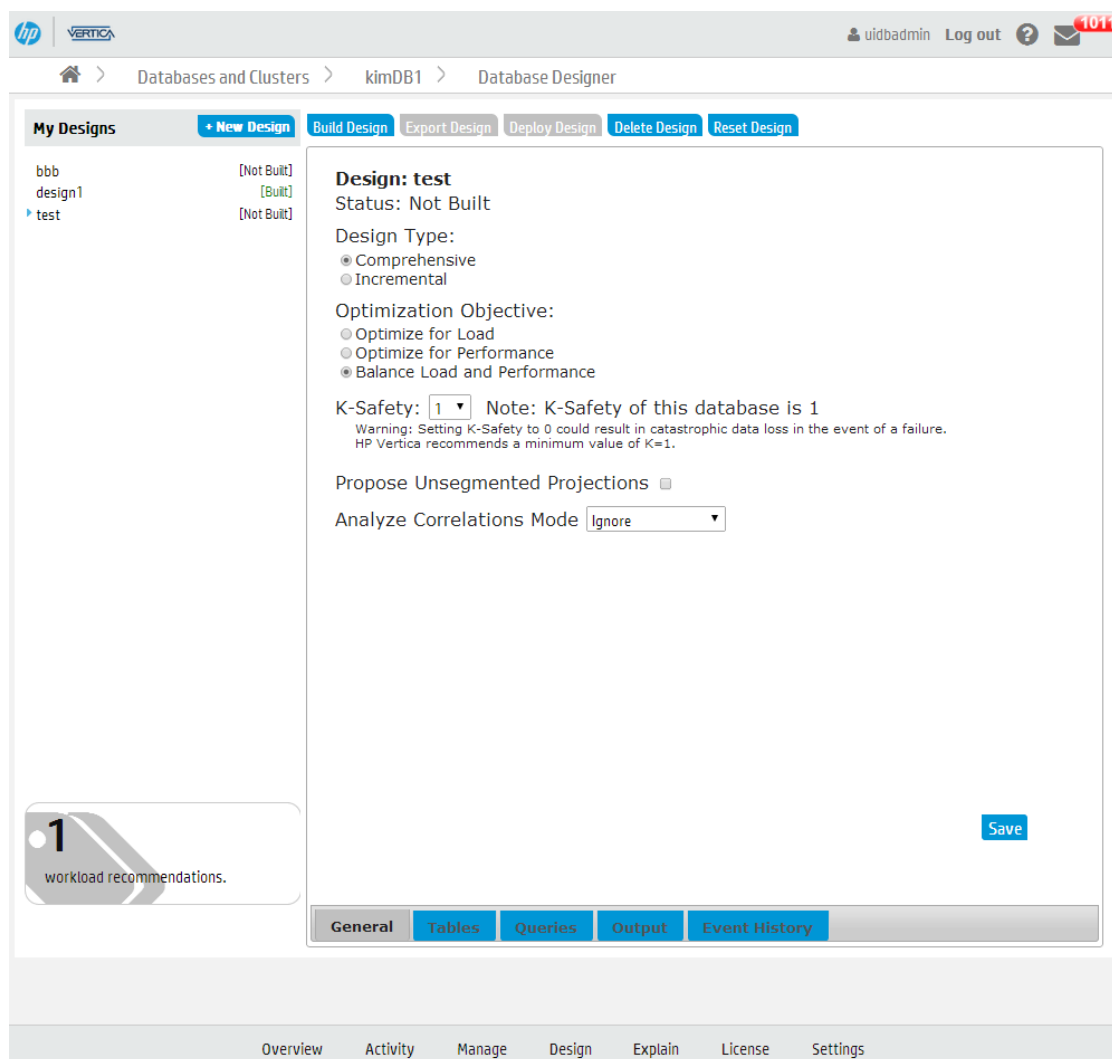 hp VERTICA uidbadmin Log out ? 1011
Databases and Clusters kimDB1 Database Designer
My Designs + New Design Build Design Export Design Deploy Design Delete Design Reset Design
bbb [Not Built]
design1 [Built]
test [Not Built]
Design: test
Status: Not Built
Design Type:
Comprehensive
Incremental
Optimization Objective:
Optimize for Load
Optimize for Performance
Balance Load and Performance
K-Safety: 1 Note: K-Safety of this database is 1
Warning: Setting K-Safety to 0 could result in catastrophic data loss in the event of a failure.
HP Vertica recommends a minimum value of K=1.
Propose Unsegmented Projections
Analyze Correlations Mode Ignore
1
workload recommendations.
Save
General Tables Queries Output Event History
Overview Activity Manage Design Explain License Settings